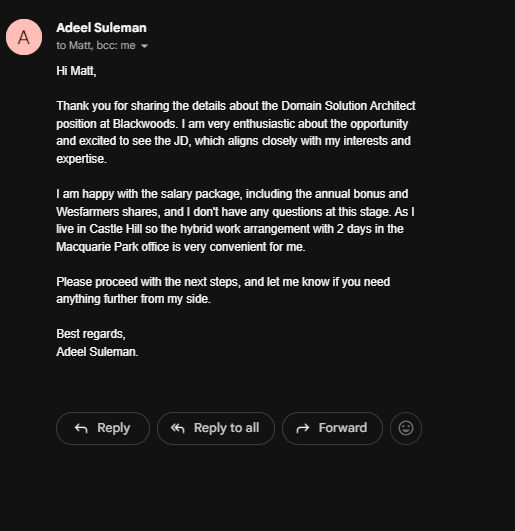 A
Adeel Suleman
to Matt, bcc: me
Hi Matt,
Thank you for sharing the details about the Domain Solution Architect
position at Blackwoods. I am very enthusiastic about the opportunity
and excited to see the JD, which aligns closely with my interests and
expertise.
I am happy with the salary package, including the annual bonus and
Wesfarmers shares, and I don't have any questions at this stage. As I
live in Castle Hill so the hybrid work arrangement with 2 days in the
Macquarie Park office is very convenient for me.
Please proceed with the next steps, and let me know if you need
anything further from my side.
Best regards,
Adeel Suleman.
Reply Reply to all Forward